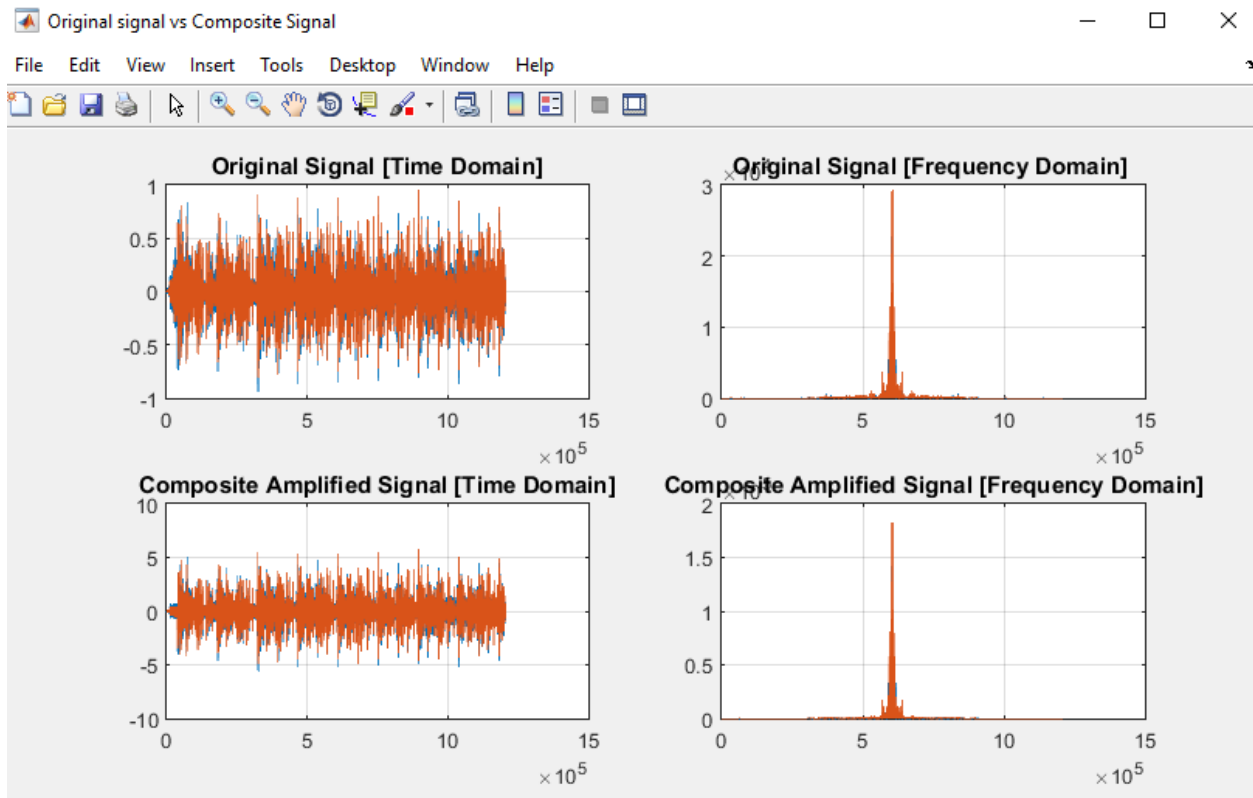 Original signal vs Composite Signal
File Edit View Insert Tools Desktop Window Help
Original Signal [Time Domain]
1
0.5
0
-0.5
-1
0 5 10 15
×10^5
Original Signal [Frequency Domain]
3
2
1
0
0 5 10 15
×10^5
Composite Amplified Signal [Time Domain]
10
5
0
-5
-10
0 5 10 15
×10^5
Composite Amplified Signal [Frequency Domain]
2
1.5
1
0.5
0
0 5 10 15
×10^5